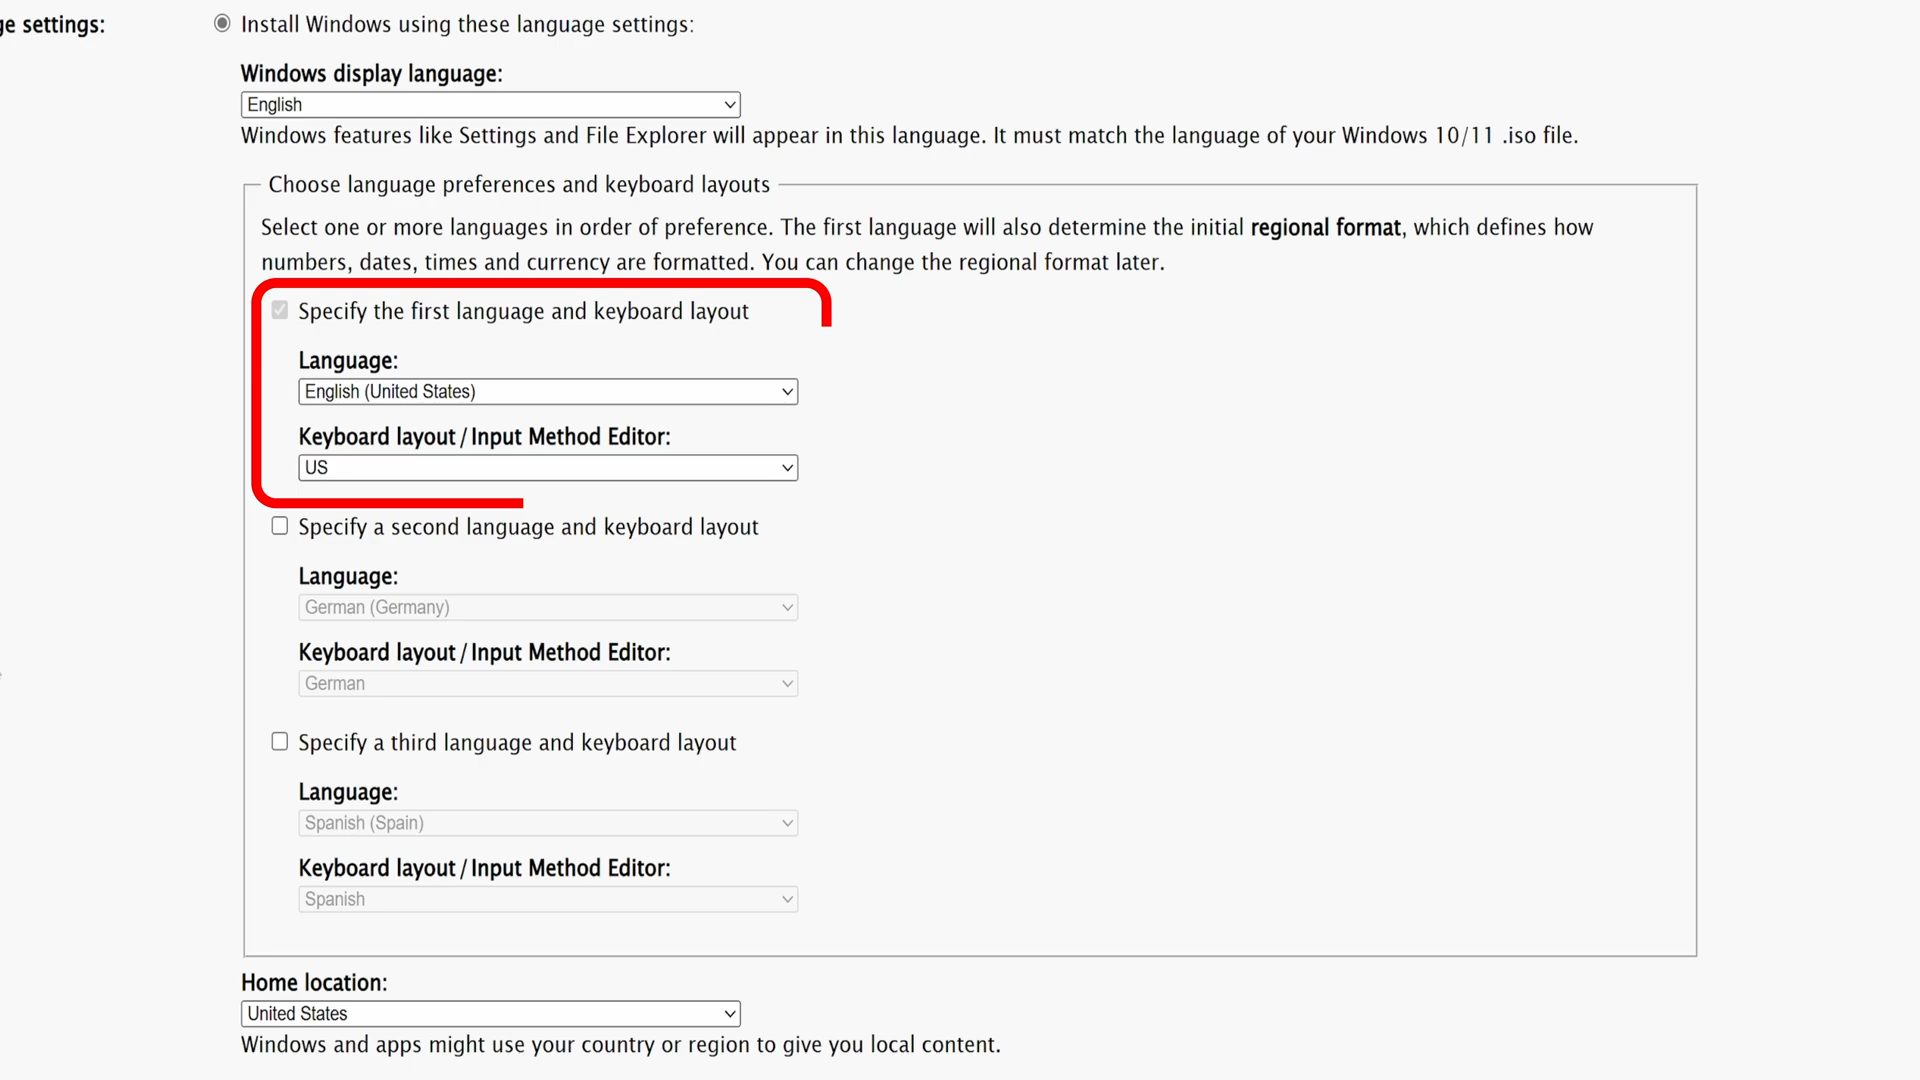 ge settings:
Install Windows using these language settings:
Windows display language:
English
Windows features like Settings and File Explorer will appear in this language. It must match the language of your Windows 10/11 .iso file.
Choose language preferences and keyboard layouts
Select one or more languages in order of preference. The first language will also determine the initial regional format, which defines how
numbers, dates, times and currency are formatted. You can change the regional format later.
Specify the first language and keyboard layout
Language:
English (United States)
Keyboard layout / Input Method Editor:
US
Specify a second language and keyboard layout
Language:
German (Germany)
Keyboard layout / Input Method Editor:
German
Specify a third language and keyboard layout
Language:
Spanish (Spain)
Keyboard layout / Input Method Editor:
Spanish
Home location:
United States
Windows and apps might use your country or region to give you local content.